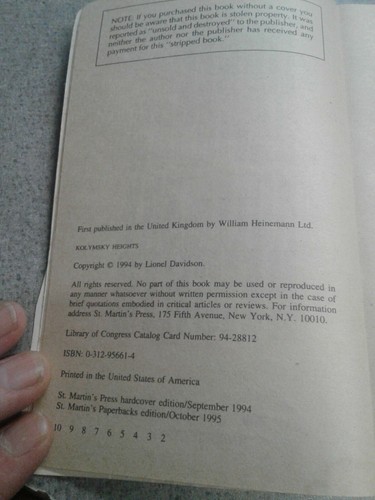 NOTE: If you purchased this book without a cover you
should be aware that this book is stolen property. It was
reported as "unsold and destroyed" to the publisher, and
neither the author nor the publisher has received any
payment for this "stripped book."
First published in the United Kingdom by William Heinemann Ltd.
KOLYMSKY HEIGHTS
Copyright © 1994 by Lionel Davidson.
All rights reserved. No part of this book may be used or reproduced in
any manner whatsoever without written permission except in the case of
brief quotations embodied in critical articles or reviews. For information
address St. Martin's Press, 175 Fifth Avenue, New York, N.Y. 10010.
Library of Congress Catalog Card Number: 94-28812
ISBN: 0-312-95661-4
Printed in the United States of America
St. Martin's Press hardcover edition/September 1994
St. Martin's Paperbacks edition/October 1995
10 9 8 7 6 5 4 3 2